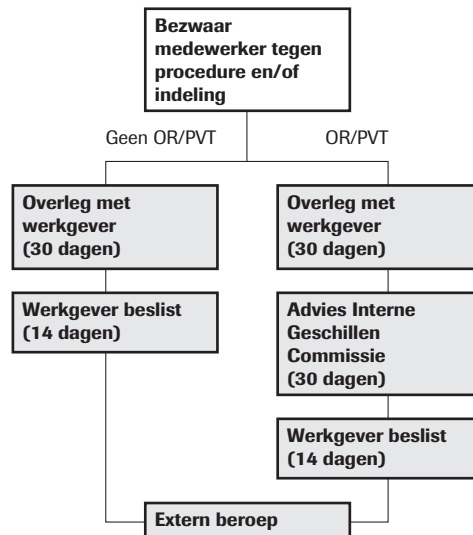 Bezwaar
medewerker tegen
procedure en/of
indeling
Geen OR/PVT
OR/PVT
Overleg met
werkgever
(30 dagen)
Overleg met
werkgever
(30 dagen)
Werkgever beslist
(14 dagen)
Advies Interne
Geschillen
Commissie
(30 dagen)
Werkgever beslist
(14 dagen)
Extern beroep